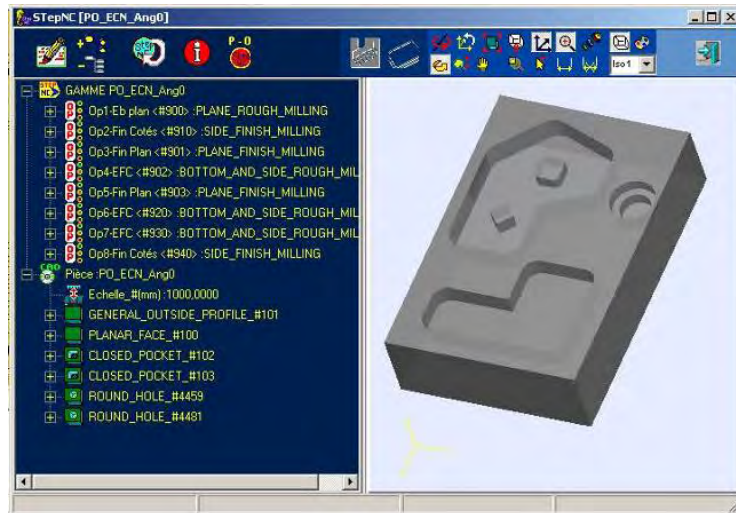 STepNC [PO_ECN_Ang0]
P-0
Iso1
GAMME PO_ECN_Ang0
Op1-Eb plan <#900> :PLANE_ROUGH_MILLING
Op2-Fin Cotés <#910> :SIDE_FINISH_MILLING
Op3-Fin Plan <#901> :PLANE_FINISH_MILLING
Op4-EFC <#902> :BOTTOM_AND_SIDE_ROUGH_MIL
Op5-Fin Plan <#903> :PLANE_FINISH_MILLING
Op6-EFC <#920> :BOTTOM_AND_SIDE_ROUGH_MIL
Op7-EFC <#930> :BOTTOM_AND_SIDE_ROUGH_MIL
Op8-Fin Cotés <#940> :SIDE_FINISH_MILLING
Pièce :PO_ECN_Ang0
Echelle_#(mm) :1000,0000
GENERAL_OUTSIDE_PROFILE_#101
PLANAR_FACE_#100
CLOSED_POCKET_#102
CLOSED_POCKET_#103
ROUND_HOLE_#4459
ROUND_HOLE_#4481